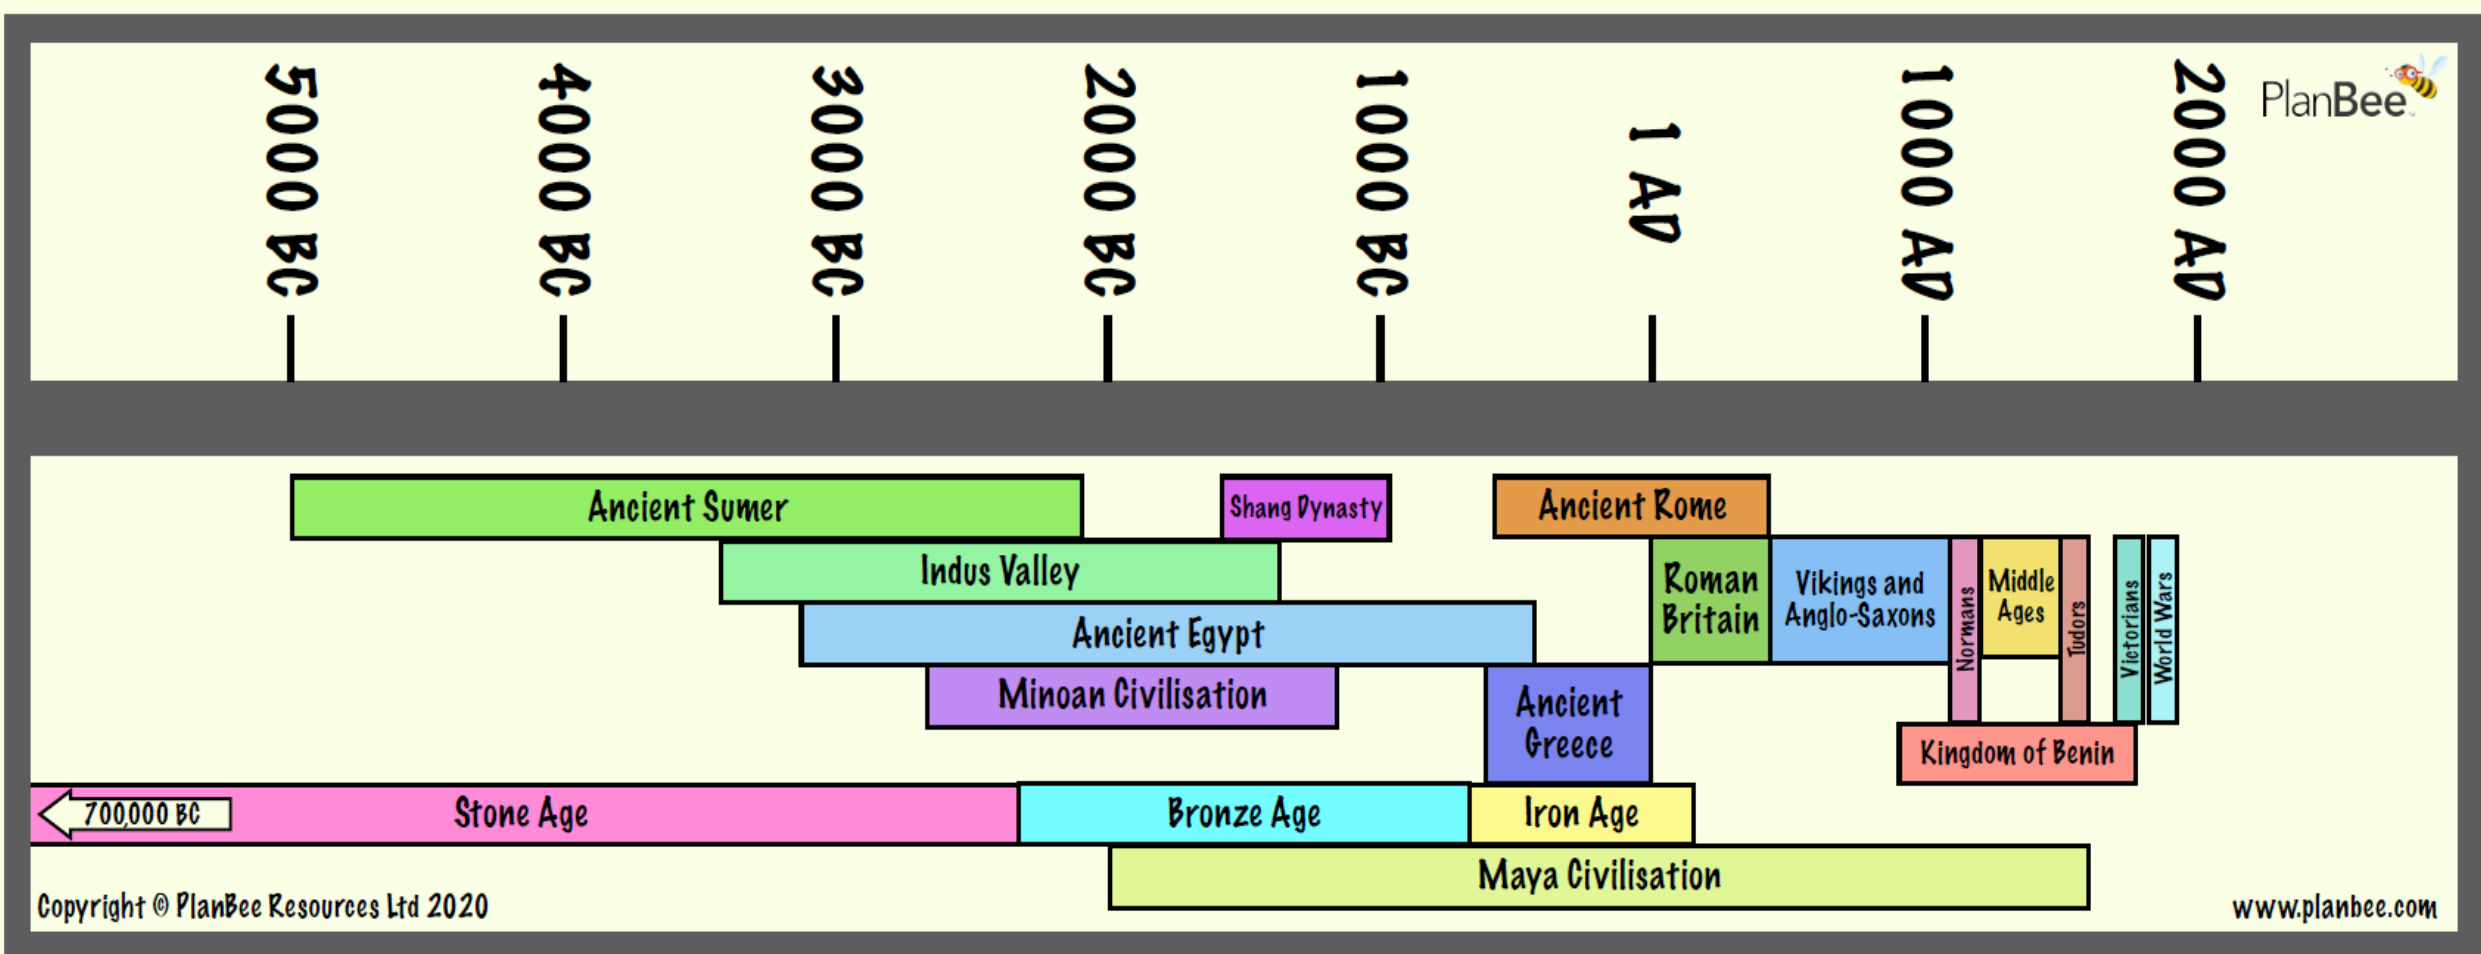 5000 BC
4000 BC
3000 BC
2000 BC
1000 BC
1 AD
1000 AD
2000 AD
PlanBee
Ancient Sumer
Shang Dynasty
Ancient Rome
Indus Valley
Roman
Britain
Vikings and
Anglo-Saxons
Normans
Middle
Ages
Tudors
Victorians
World Wars
Ancient Egypt
Minoan Civilisation
Ancient
Greece
Kingdom of Benin
700,000 BC
Stone Age
Bronze Age
Iron Age
Maya Civilisation
Copyright © PlanBee Resources Ltd 2020
www.planbee.com